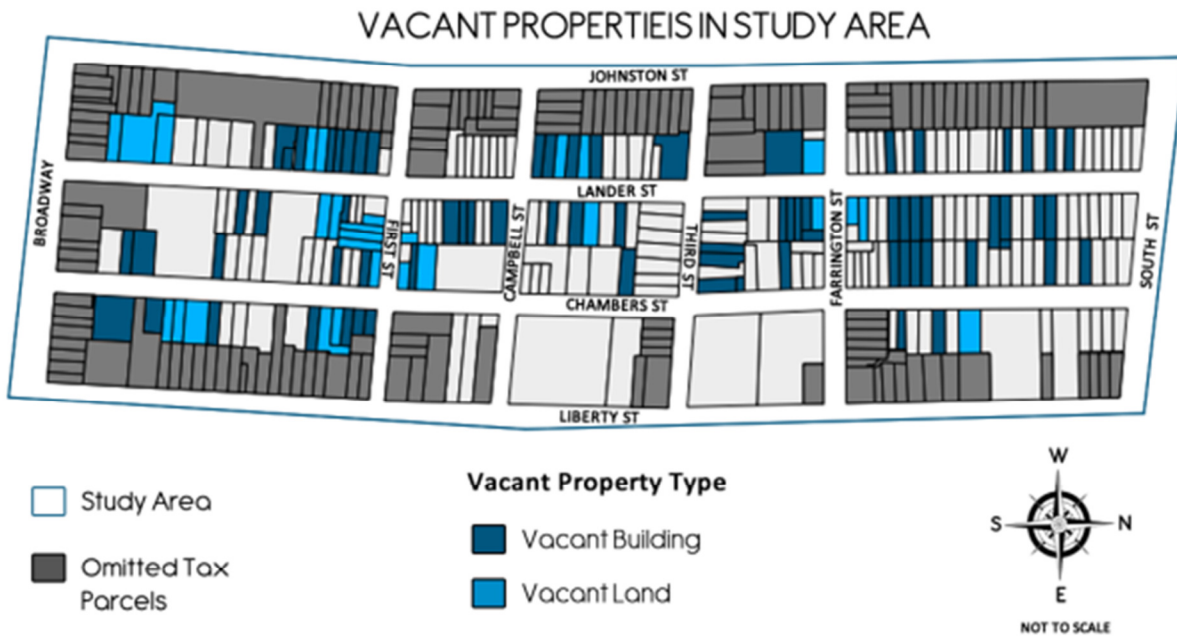 VACANT PROPERTIEIS IN STUDY AREA
JOHNSTON ST
BROADWAY
LANDER ST
FIRST ST
CAMPBELL ST
THIRD ST
FARRINGTON ST
SOUTH ST
CHAMBERS ST
LIBERTY ST
Study Area
Omitted Tax
Parcels
Vacant Property Type
Vacant Building
Vacant Land
W
S
N
E
NOT TO SCALE